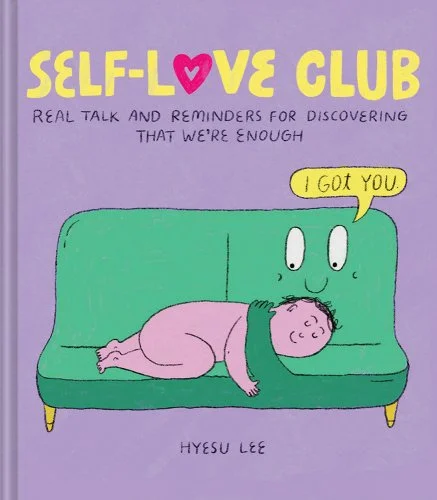 SELF-LOVE CLUB
REAL TALK AND REMINDERS FOR DISCOVERING
THAT WE'RE ENOUGH
I GOT YOU.
HYESU LEE